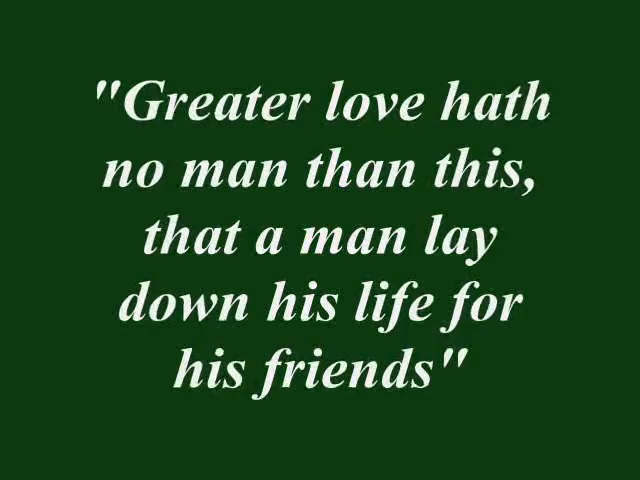 "Greater love hath
no man than this,
that a man lay
down his life for
his friends"